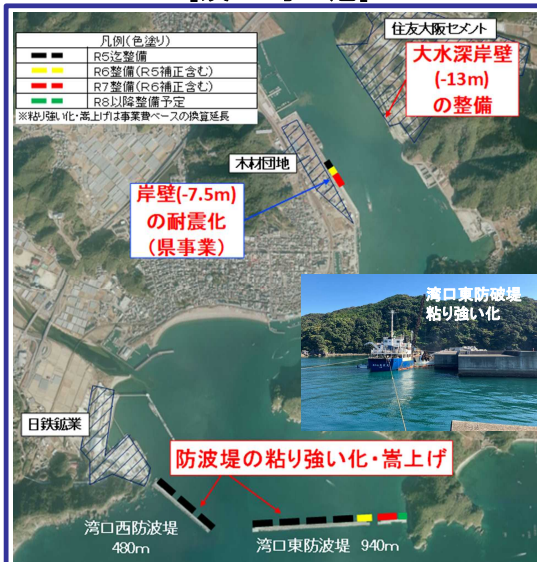 凡例(色塗り)
R5迄整備
R6整備(R5補正含む)
R7整備(R6補正含む)
R8以降整備予定
※粘り強い化・嵩上げは事業費ベースの換算延長
住友大阪セメント
大水深岸壁
(-13m)
の整備
木材団地
岸壁(-7.5m)
の耐震化
(県事業)
湾口東防破堤
粘り強い化
日鉄鉱業
防波堤の粘り強い化・嵩上げ
湾口西防波堤
480m
湾口東防波堤 940m